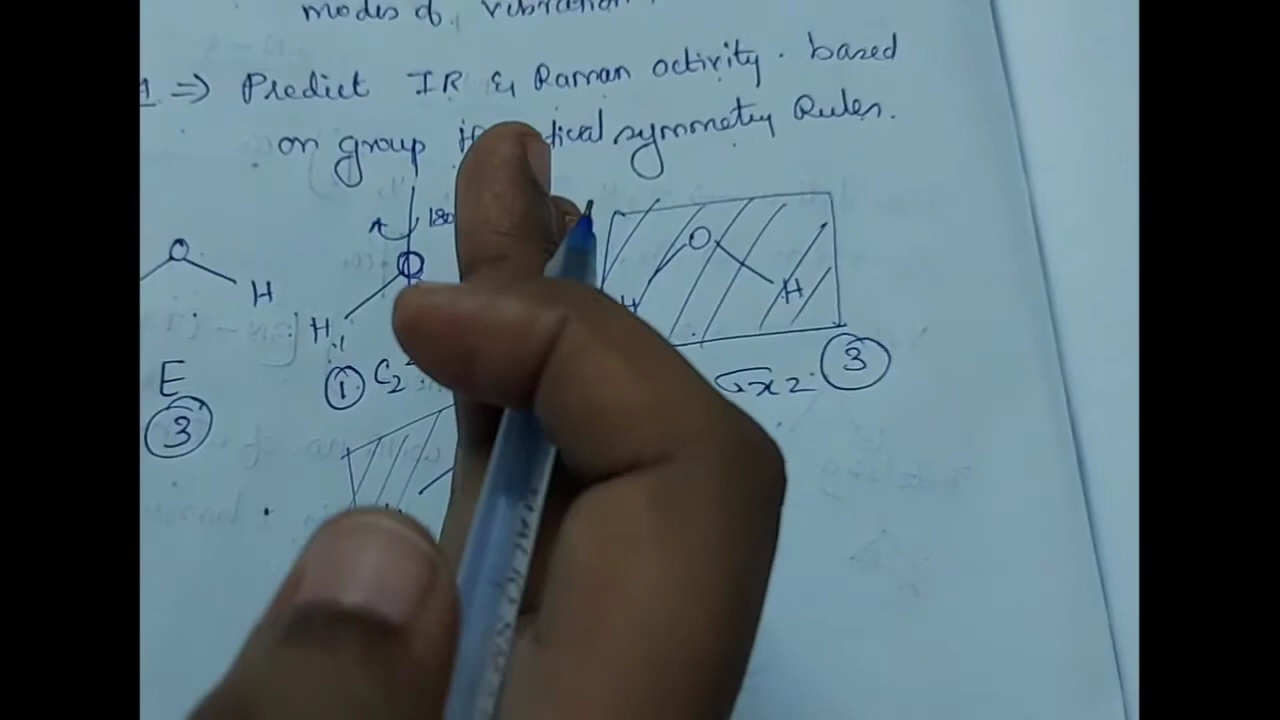 modes of vibration.
1 ⇒ Predict IR & Raman activity. based
on group symmetry Rules.
180
O O O
H H H H
E ① C₂ σxz ③
③